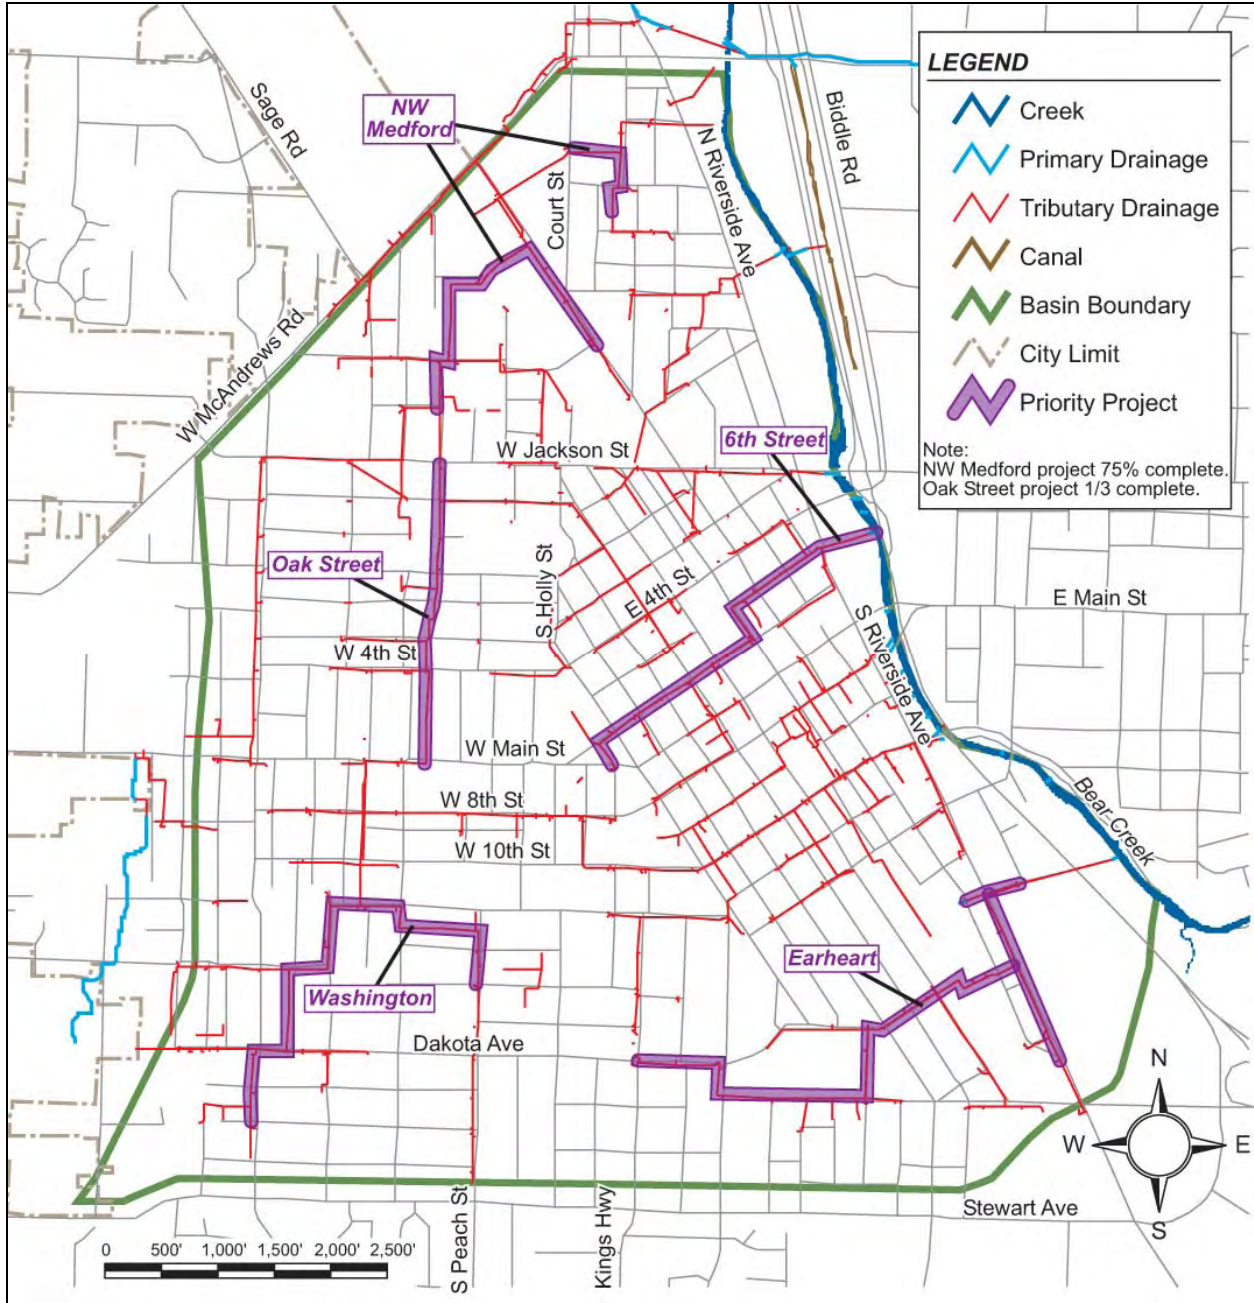 LEGEND
Creek
Primary Drainage
Tributary Drainage
Canal
Basin Boundary
City Limit
Priority Project
Note:
NW Medford project 75% complete.
Oak Street project 1/3 complete.
Sage Rd
NW
Medford
Biddle Rd
N Riverside Ave
Court St
W McAndrews Rd
W Jackson St
6th Street
Oak Street
S Holly St
E 4th St
E Main St
W 4th St
S Riverside Ave
W Main St
W 8th St
Bear Creek
W 10th St
Earheart
Washington
Dakota Ave
N
W
E
S
Stewart Ave
S Peach St
Kings Hwy
0 500' 1,000' 1,500' 2,000' 2,500'